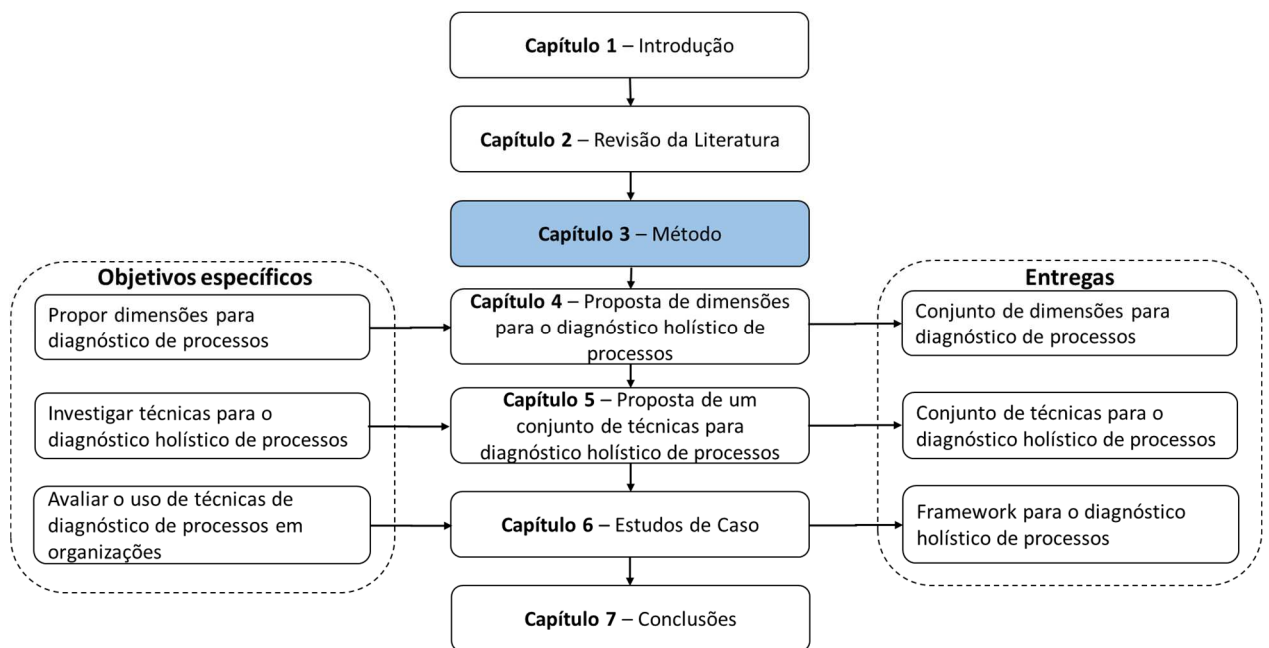 Capítulo 1 – Introdução
Capítulo 2 – Revisão da Literatura
Capítulo 3 – Método
Objetivos específicos
Propor dimensões para
diagnóstico de processos
Investigar técnicas para o
diagnóstico holístico de processos
Avaliar o uso de técnicas de
diagnóstico de processos em
organizações
Capítulo 4 – Proposta de dimensões
para o diagnóstico holístico de
processos
Capítulo 5 – Proposta de um
conjunto de técnicas para
diagnóstico holístico de processos
Capítulo 6 – Estudos de Caso
Capítulo 7 – Conclusões
Entregas
Conjunto de dimensões para
diagnóstico de processos
Conjunto de técnicas para o
diagnóstico holístico de processos
Framework para o diagnóstico
holístico de processos